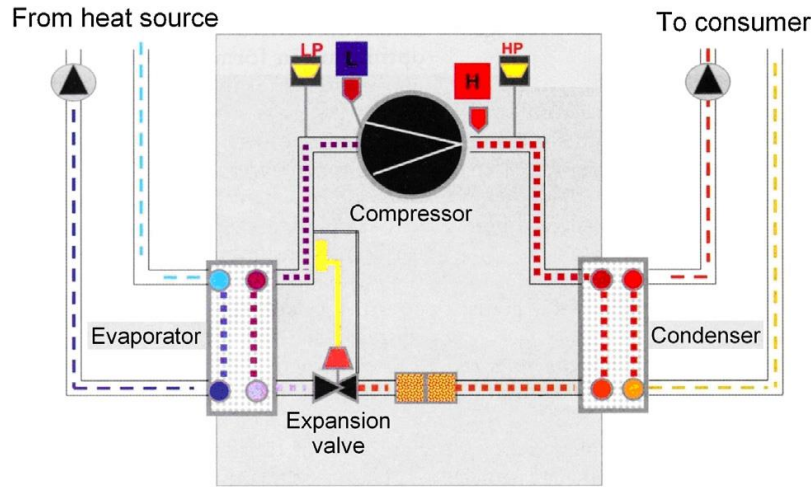 From heat source
To consumer
LP
L
HP
H
Compressor
Evaporator
Condenser
Expansion
valve